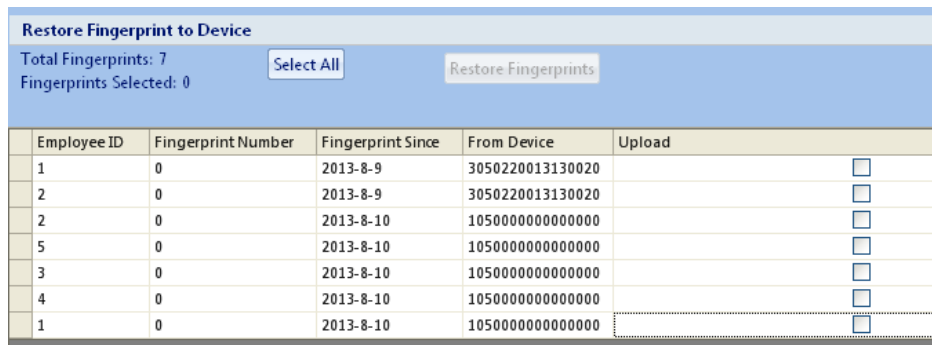 Restore Fingerprint to Device
Total Fingerprints: 7
Select All
Restore Fingerprints
Fingerprints Selected: 0
Employee ID Fingerprint Number Fingerprint Since From Device Upload
1 0 2013-8-9 3050220013130020
2 0 2013-8-9 3050220013130020
2 0 2013-8-10 1050000000000000
5 0 2013-8-10 1050000000000000
3 0 2013-8-10 1050000000000000
4 0 2013-8-10 1050000000000000
1 0 2013-8-10 1050000000000000